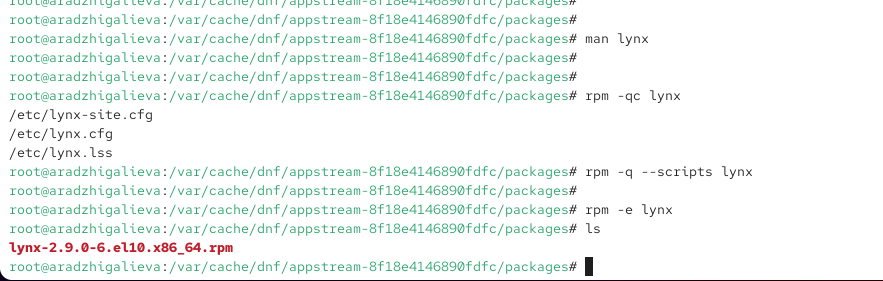 root@aradzhigalieva:/var/cache/dnf/appstream-8f18e4146890fdfc/packages#
root@aradzhigalieva:/var/cache/dnf/appstream-8f18e4146890fdfc/packages#
root@aradzhigalieva:/var/cache/dnf/appstream-8f18e4146890fdfc/packages# man lynx
root@aradzhigalieva:/var/cache/dnf/appstream-8f18e4146890fdfc/packages#
root@aradzhigalieva:/var/cache/dnf/appstream-8f18e4146890fdfc/packages#
root@aradzhigalieva:/var/cache/dnf/appstream-8f18e4146890fdfc/packages# rpm -qc lynx
/etc/lynx-site.cfg
/etc/lynx.cfg
/etc/lynx.lss
root@aradzhigalieva:/var/cache/dnf/appstream-8f18e4146890fdfc/packages# rpm -q --scripts lynx
root@aradzhigalieva:/var/cache/dnf/appstream-8f18e4146890fdfc/packages#
root@aradzhigalieva:/var/cache/dnf/appstream-8f18e4146890fdfc/packages# rpm -e lynx
root@aradzhigalieva:/var/cache/dnf/appstream-8f18e4146890fdfc/packages# ls
lynx-2.9.0-6.el10.x86_64.rpm
root@aradzhigalieva:/var/cache/dnf/appstream-8f18e4146890fdfc/packages#